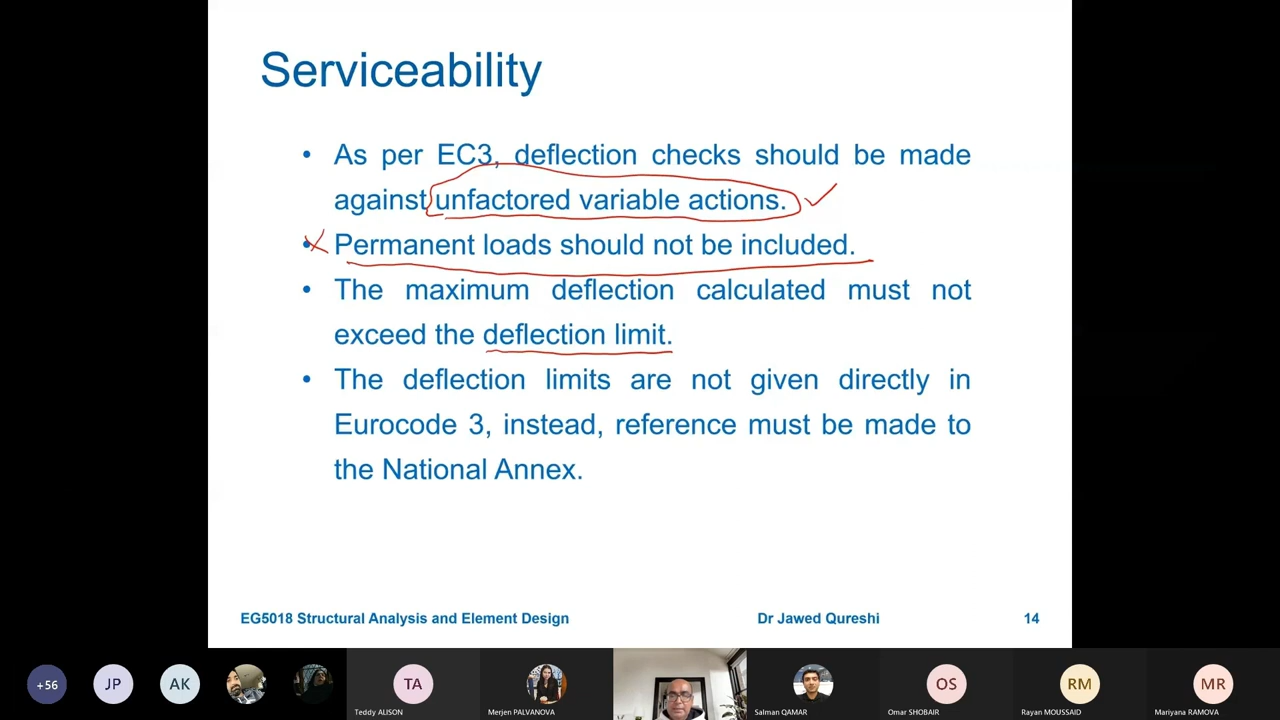 Serviceability
• As per EC3, deflection checks should be made
against unfactored variable actions.
• Permanent loads should not be included.
• The maximum deflection calculated must not
exceed the deflection limit.
• The deflection limits are not given directly in
Eurocode 3, instead, reference must be made to
the National Annex.
EG5018 Structural Analysis and Element Design Dr Jawed Qureshi 14
+56 JP AK TA OS RM MR
Teddy ALISON Merjen PALVANOVA Salman QAMAR Omar SHOBAIR Rayan MOUSSAID Mariyana RAMOVA